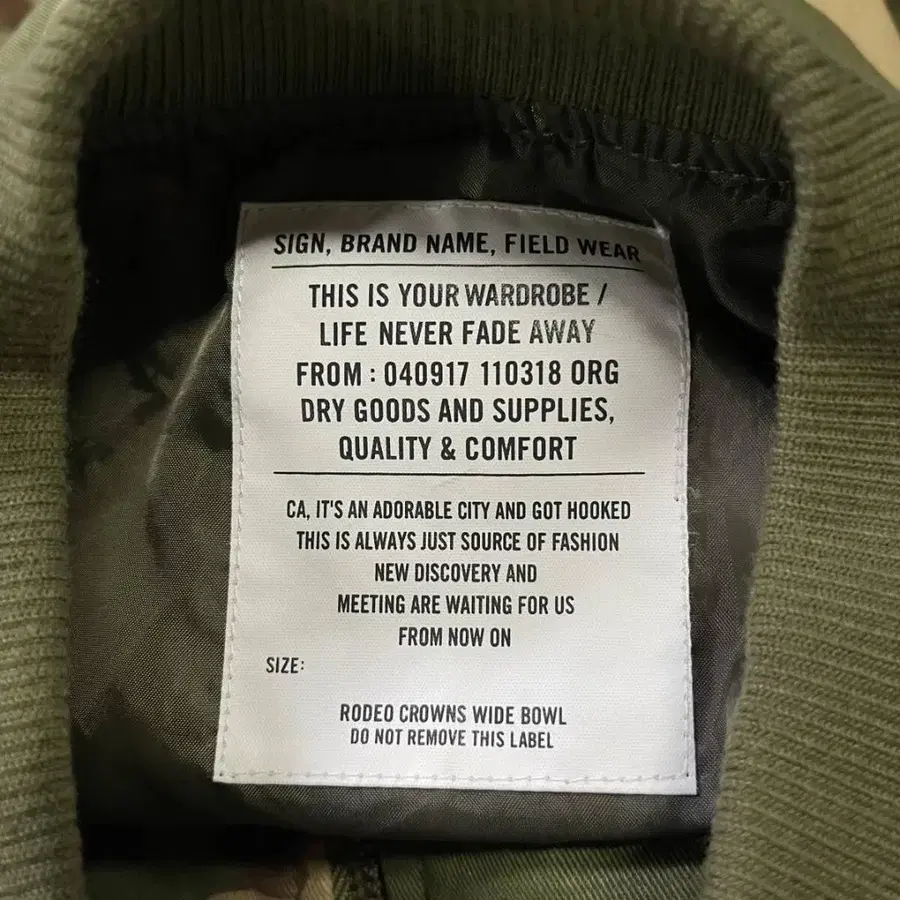 SIGN, BRAND NAME, FIELD WEAR
THIS IS YOUR WARDROBE /
LIFE NEVER FADE AWAY
FROM : 040917 110318 ORG
DRY GOODS AND SUPPLIES,
QUALITY & COMFORT
CA, IT'S AN ADORABLE CITY AND GOT HOOKED
THIS IS ALWAYS JUST SOURCE OF FASHION
NEW DISCOVERY AND
MEETING ARE WAITING FOR US
FROM NOW ON
SIZE:
RODEO CROWNS WIDE BOWL
DO NOT REMOVE THIS LABEL